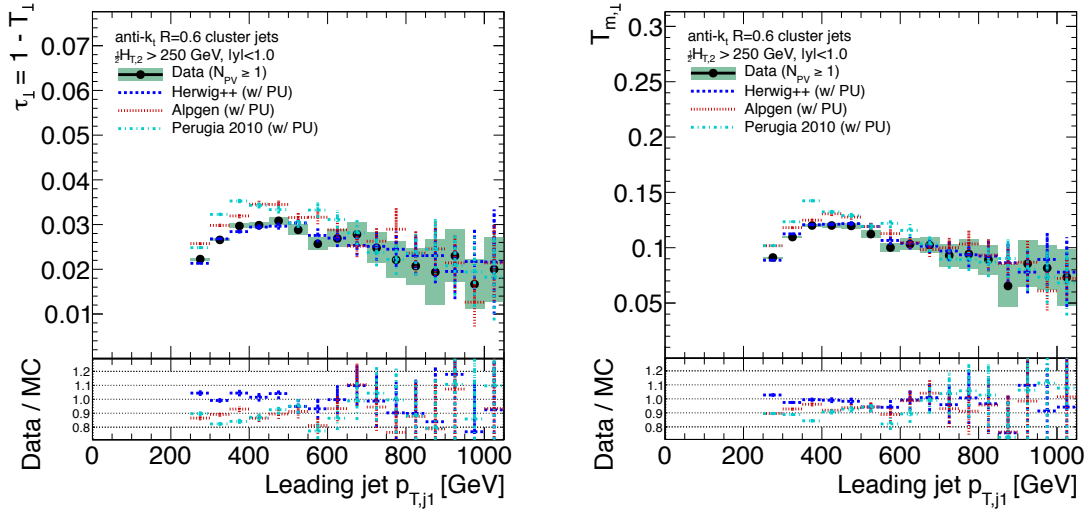 τ⊥ = 1 - T⊥
0.07
0.06
0.05
0.04
0.03
0.02
0.01
anti-kt R=0.6 cluster jets
½HT,2 > 250 GeV, |y|<1.0
Data (NPV ≥ 1)
Herwig++ (w/ PU)
Alpgen (w/ PU)
Perugia 2010 (w/ PU)
Data / MC
1.2
1.1
1.0
0.9
0.8
0 200 400 600 800 1000
Leading jet pT,j1 [GeV]
Tm,⊥
0.3
0.25
0.2
0.15
0.1
0.05
anti-kt R=0.6 cluster jets
½HT,2 > 250 GeV, |y|<1.0
Data (NPV ≥ 1)
Herwig++ (w/ PU)
Alpgen (w/ PU)
Perugia 2010 (w/ PU)
Data / MC
1.2
1.1
1.0
0.9
0.8
0 200 400 600 800 1000
Leading jet pT,j1 [GeV]